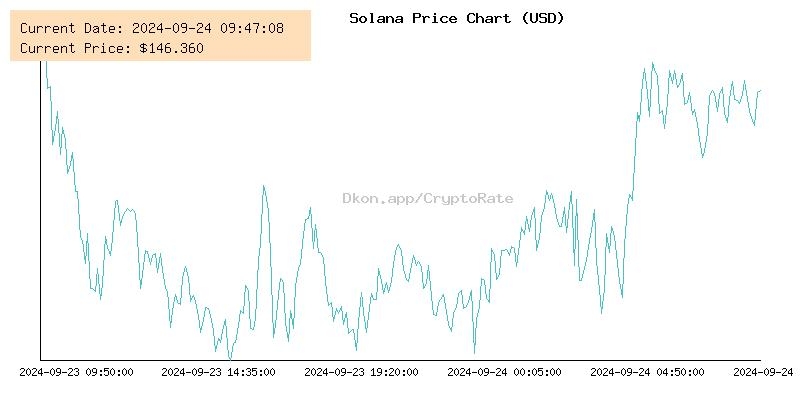 Solana Price Chart (USD)
Current Date: 2024-09-24 09:47:08
Current Price: $146.360
Dkon.app/CryptoRate
2024-09-23 09:50:00
2024-09-23 14:35:00
2024-09-23 19:20:00
2024-09-24 00:05:00
2024-09-24 04:50:00
2024-09-24